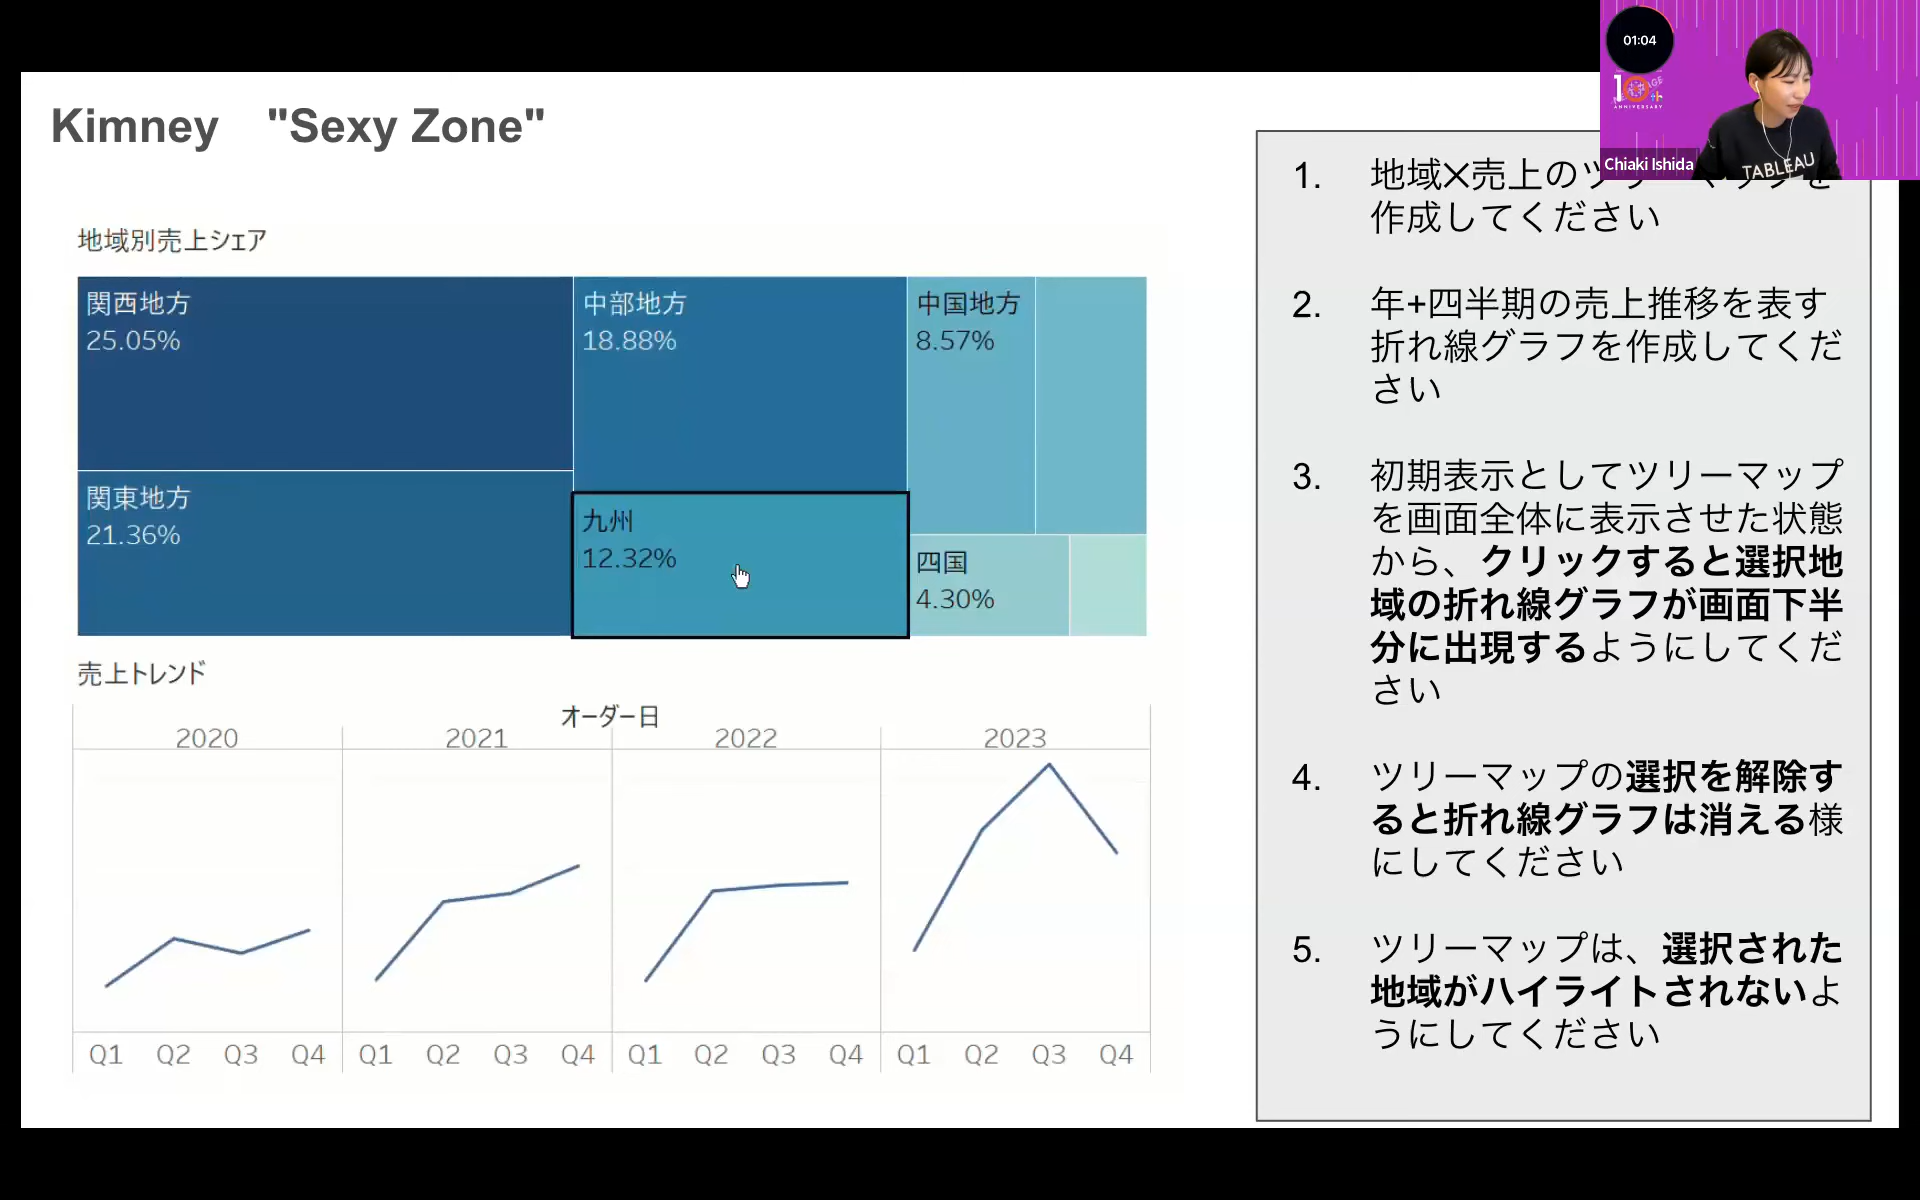 Kimney "Sexy Zone"
地域別売上シェア
関西地方
25.05%
中部地方
18.88%
中国地方
8.57%
関東地方
21.36%
九州
12.32%
四国
4.30%
売上トレンド
オーダー日
2020 2021 2022 2023
Q1 Q2 Q3 Q4 Q1 Q2 Q3 Q4 Q1 Q2 Q3 Q4 Q1 Q2 Q3 Q4
01:04
10th
ANNIVERSARY
Chiaki Ishida
TABLEAU
1. 地域×売上のツリーマップを
作成してください
2. 年+四半期の売上推移を表す
折れ線グラフを作成してくだ
さい
3. 初期表示としてツリーマップ
を画面全体に表示させた状態
から、クリックすると選択地
域の折れ線グラフが画面下半
分に出現するようにしてくだ
さい
4. ツリーマップの選択を解除す
ると折れ線グラフは消える様
にしてください
5. ツリーマップは、選択された
地域がハイライトされないよ
うにしてください